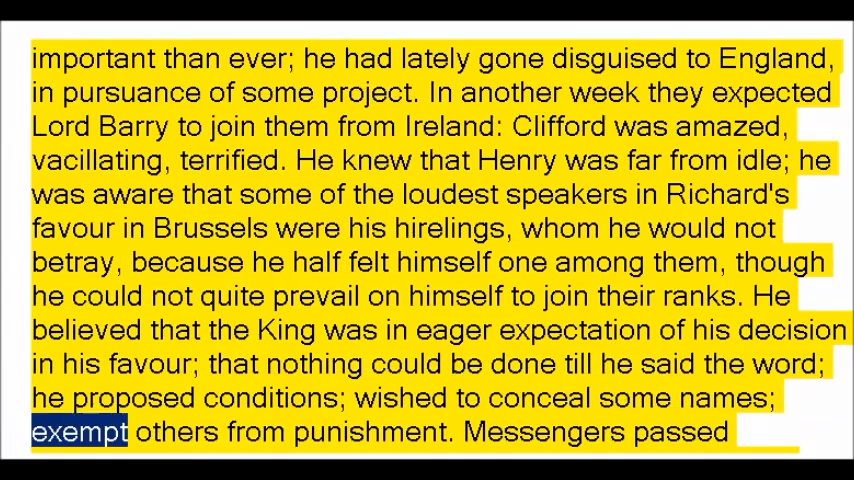 important than ever; he had lately gone disguised to England,
in pursuance of some project. In another week they expected
Lord Barry to join them from Ireland: Clifford was amazed,
vacillating, terrified. He knew that Henry was far from idle; he
was aware that some of the loudest speakers in Richard's
favour in Brussels were his hirelings, whom he would not
betray, because he half felt himself one among them, though
he could not quite prevail on himself to join their ranks. He
believed that the King was in eager expectation of his decision
in his favour; that nothing could be done till he said the word;
he proposed conditions; wished to conceal some names;
exempt others from punishment. Messengers passed